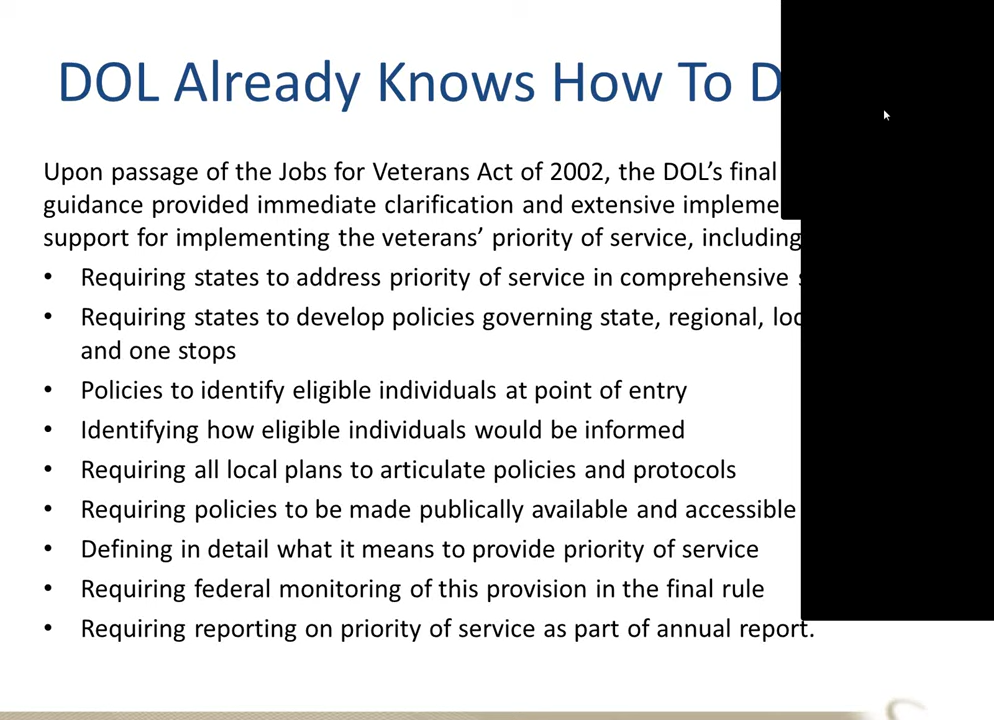 DOL Already Knows How To
Upon passage of the Jobs for Veterans Act of 2002, the DOL’s final
guidance provided immediate clarification and extensive
support for implementing the veterans’ priority of service, including
• Requiring states to address priority of service in comprehensive
• Requiring states to develop policies governing state, regional,
and one stops
• Policies to identify eligible individuals at point of entry
• Identifying how eligible individuals would be informed
• Requiring all local plans to articulate policies and protocols
• Requiring policies to be made publically available and accessible
• Defining in detail what it means to provide priority of service
• Requiring federal monitoring of this provision in the final rule
• Requiring reporting on priority of service as part of annual report.